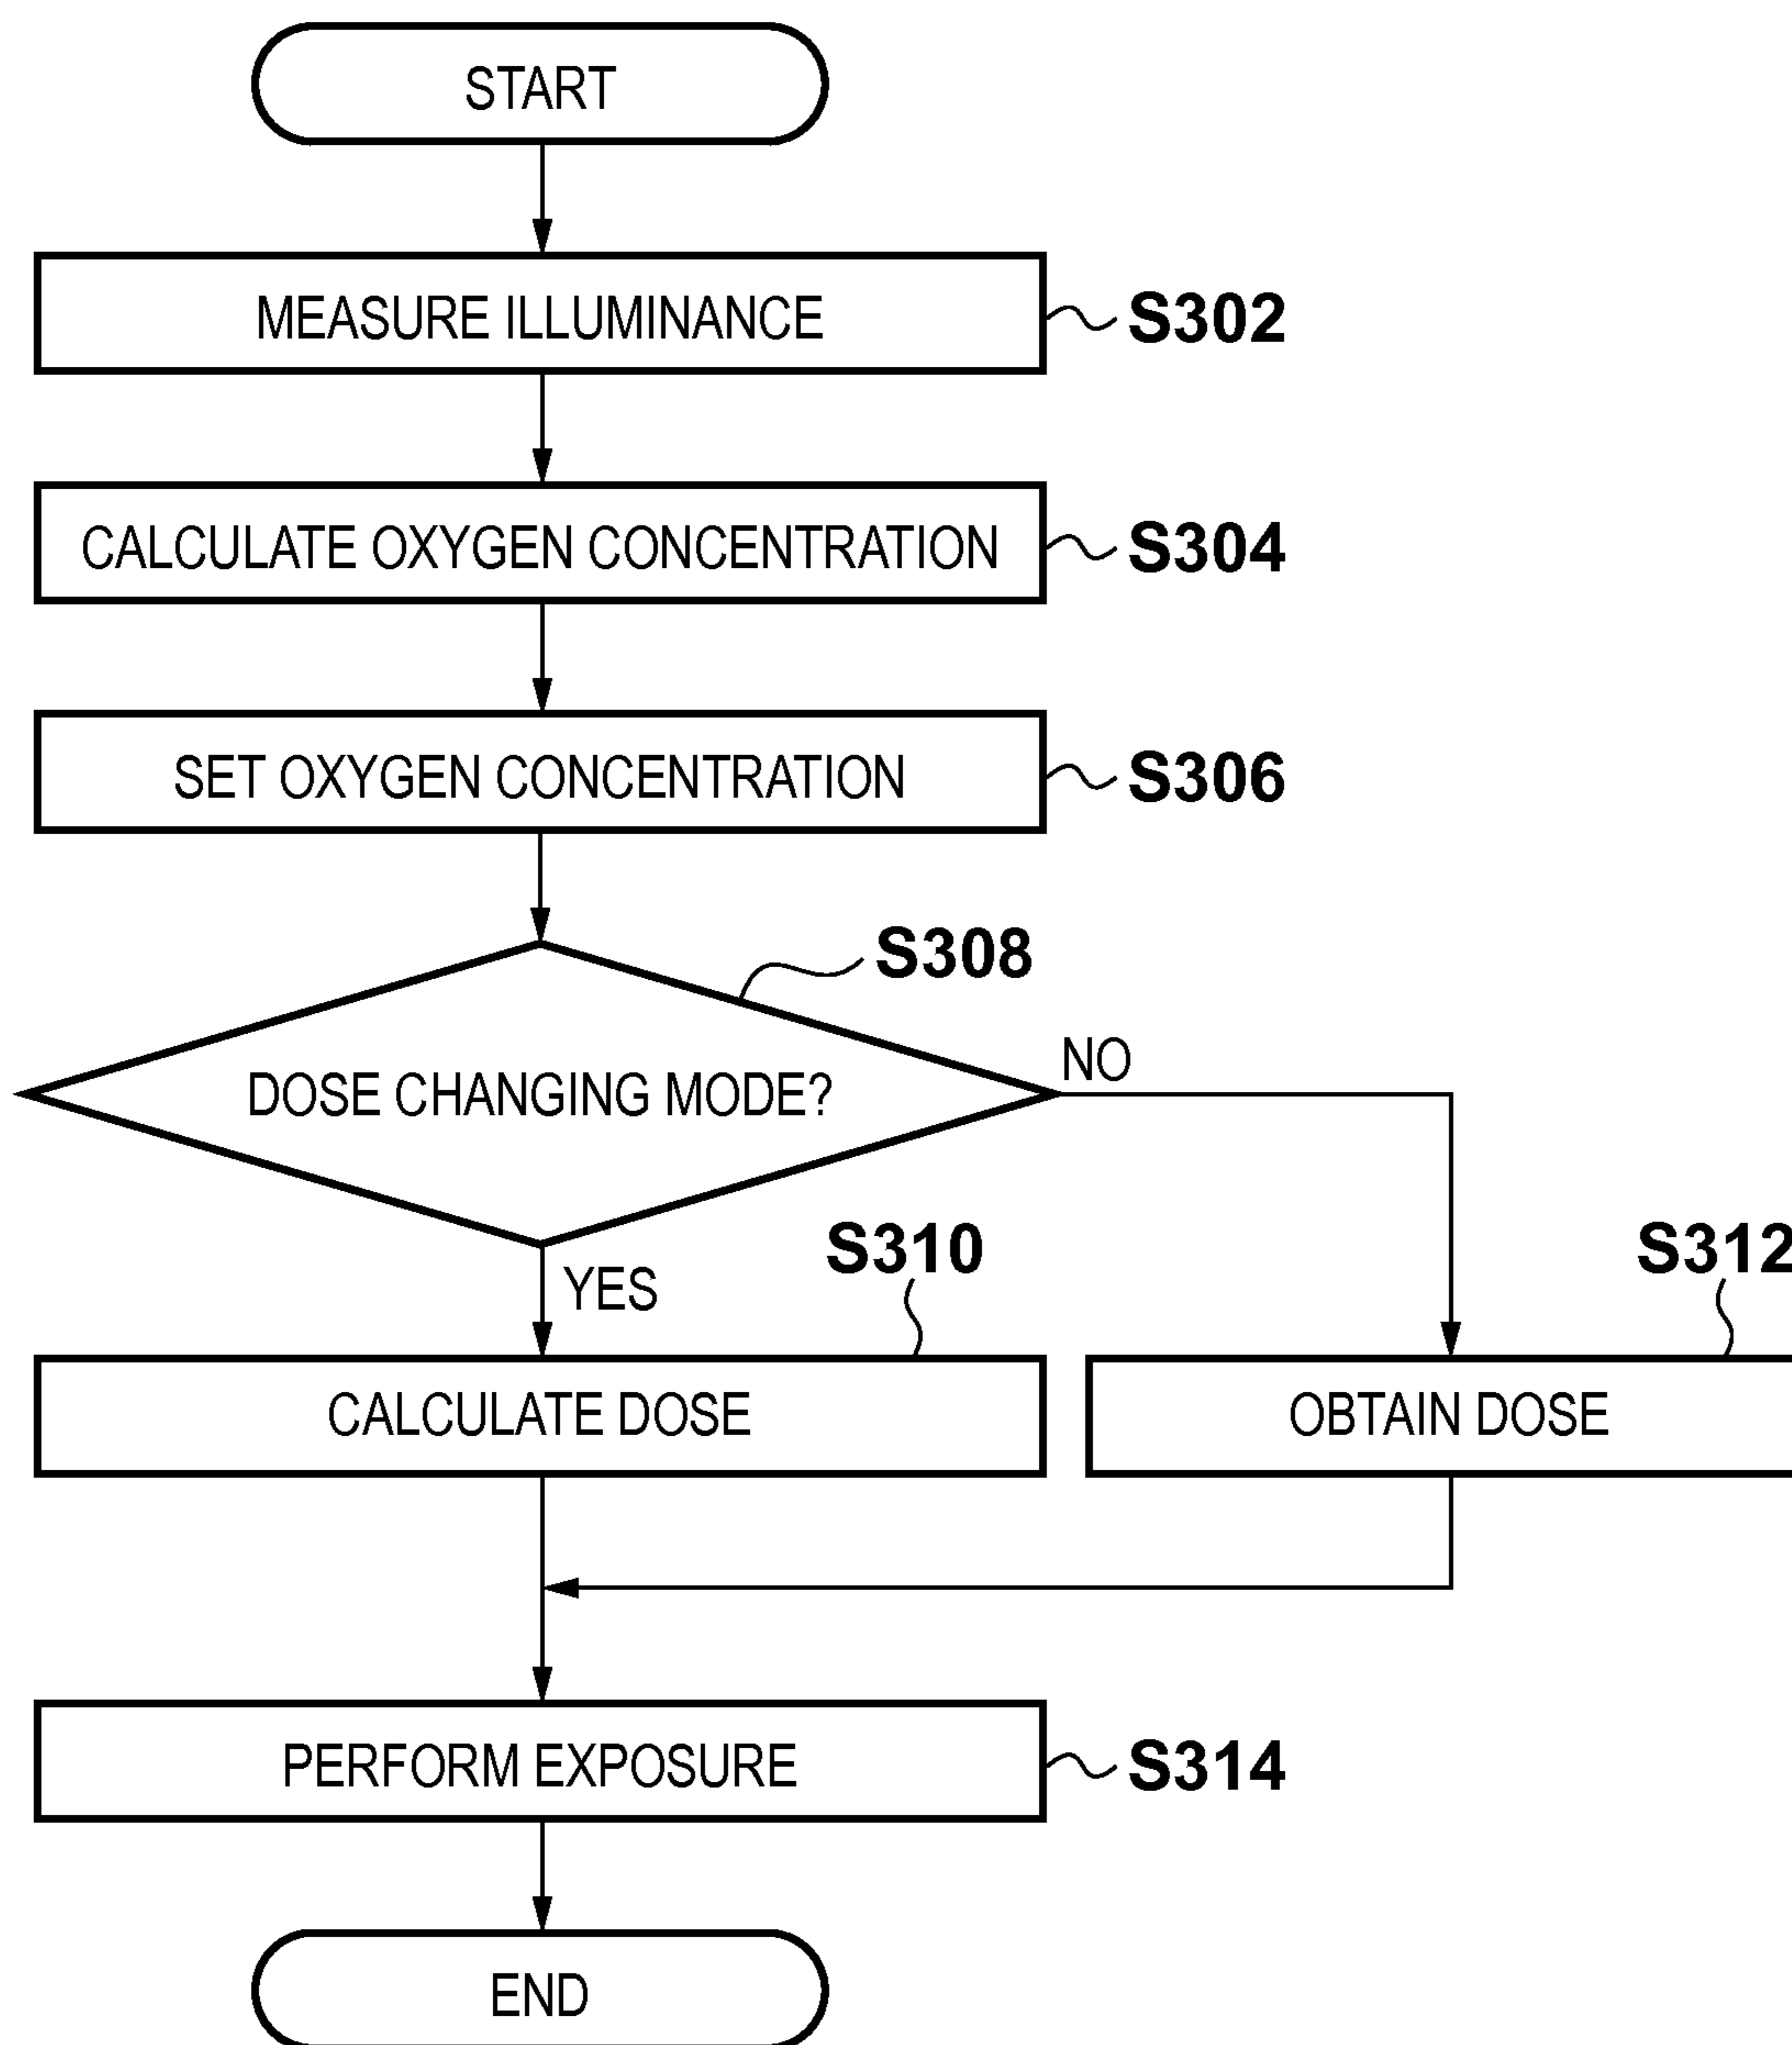 START
MEASURE ILLUMINANCE
S302
CALCULATE OXYGEN CONCENTRATION
S304
SET OXYGEN CONCENTRATION
S306
S308
DOSE CHANGING MODE?
NO
YES
S310
S312
CALCULATE DOSE
OBTAIN DOSE
PERFORM EXPOSURE
S314
END